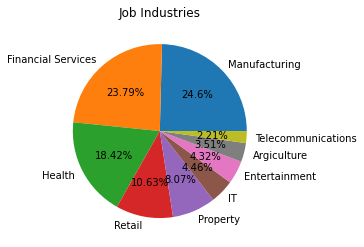 Job Industries
Manufacturing
24.6%
Financial Services
23.79%
Health
18.42%
Retail
10.63%
Property
8.07%
IT
4.46%
Entertainment
4.32%
Argiculture
3.51%
Telecommunications
2.21%